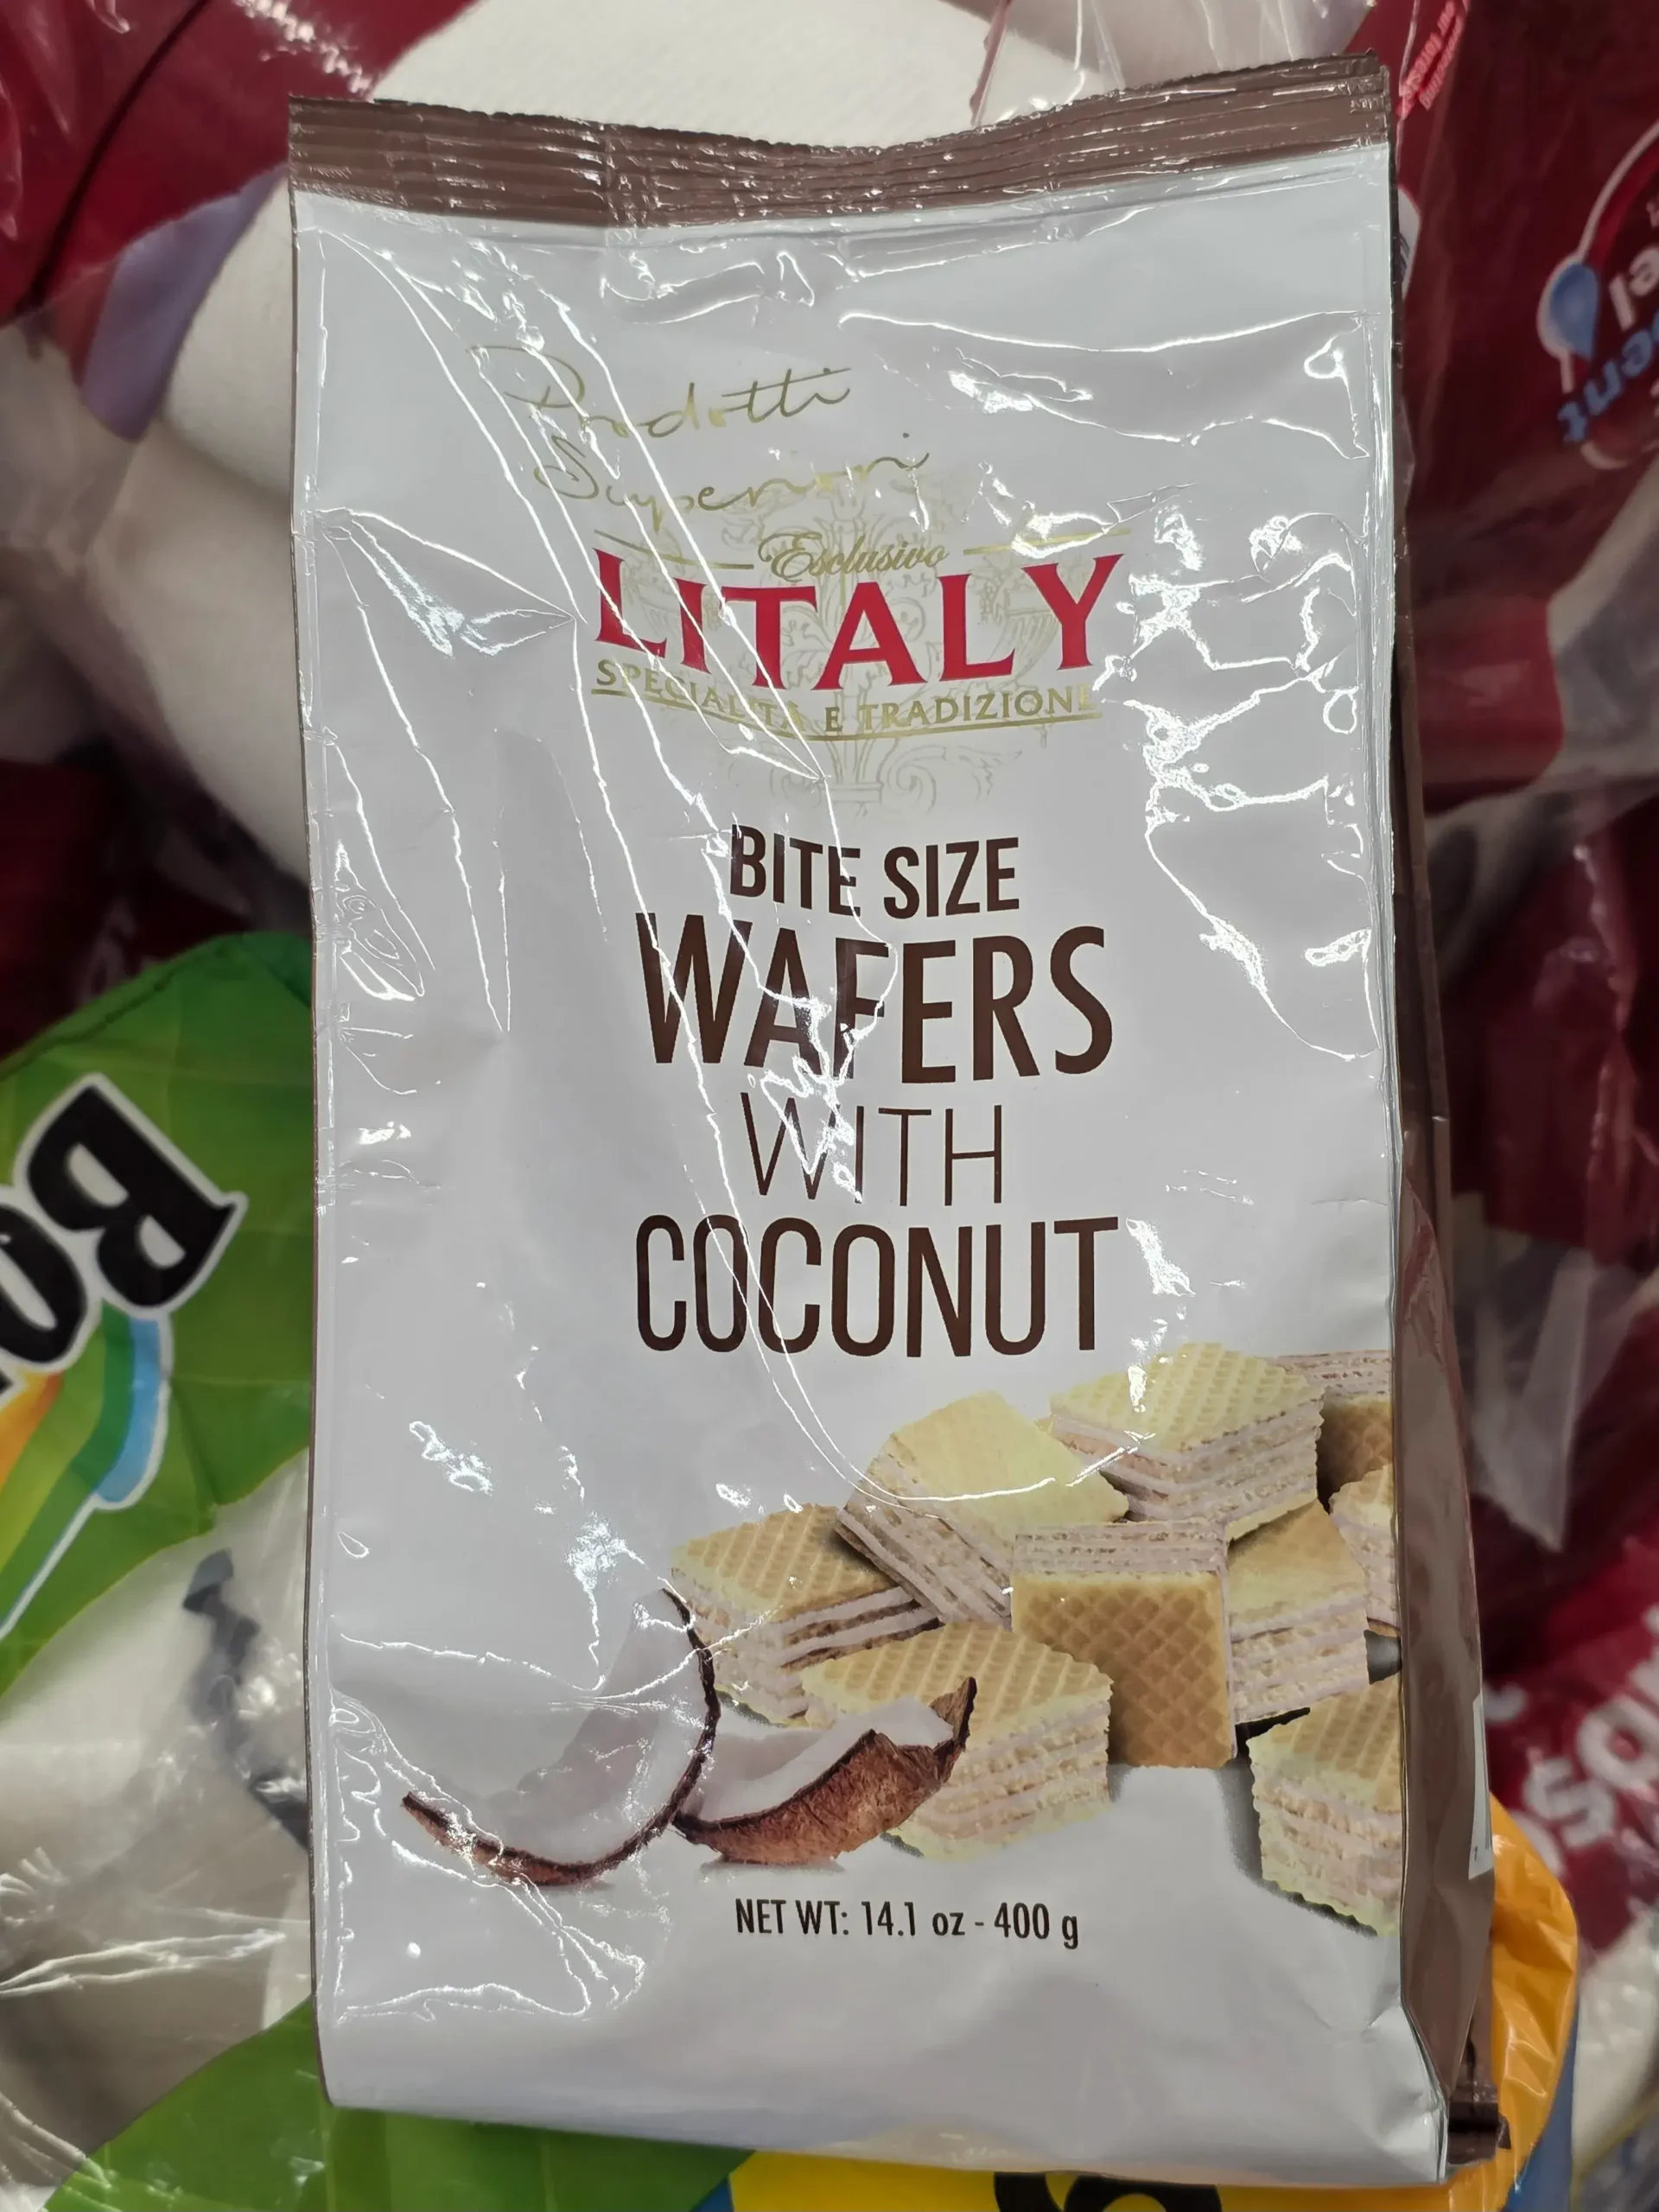 Prodotti
Superiori
Esclusivo
LITALY
SPECIALITÀ E TRADIZIONE
BITE SIZE
WAFERS
WITH
COCONUT
NET WT: 14.1 oz - 400 g